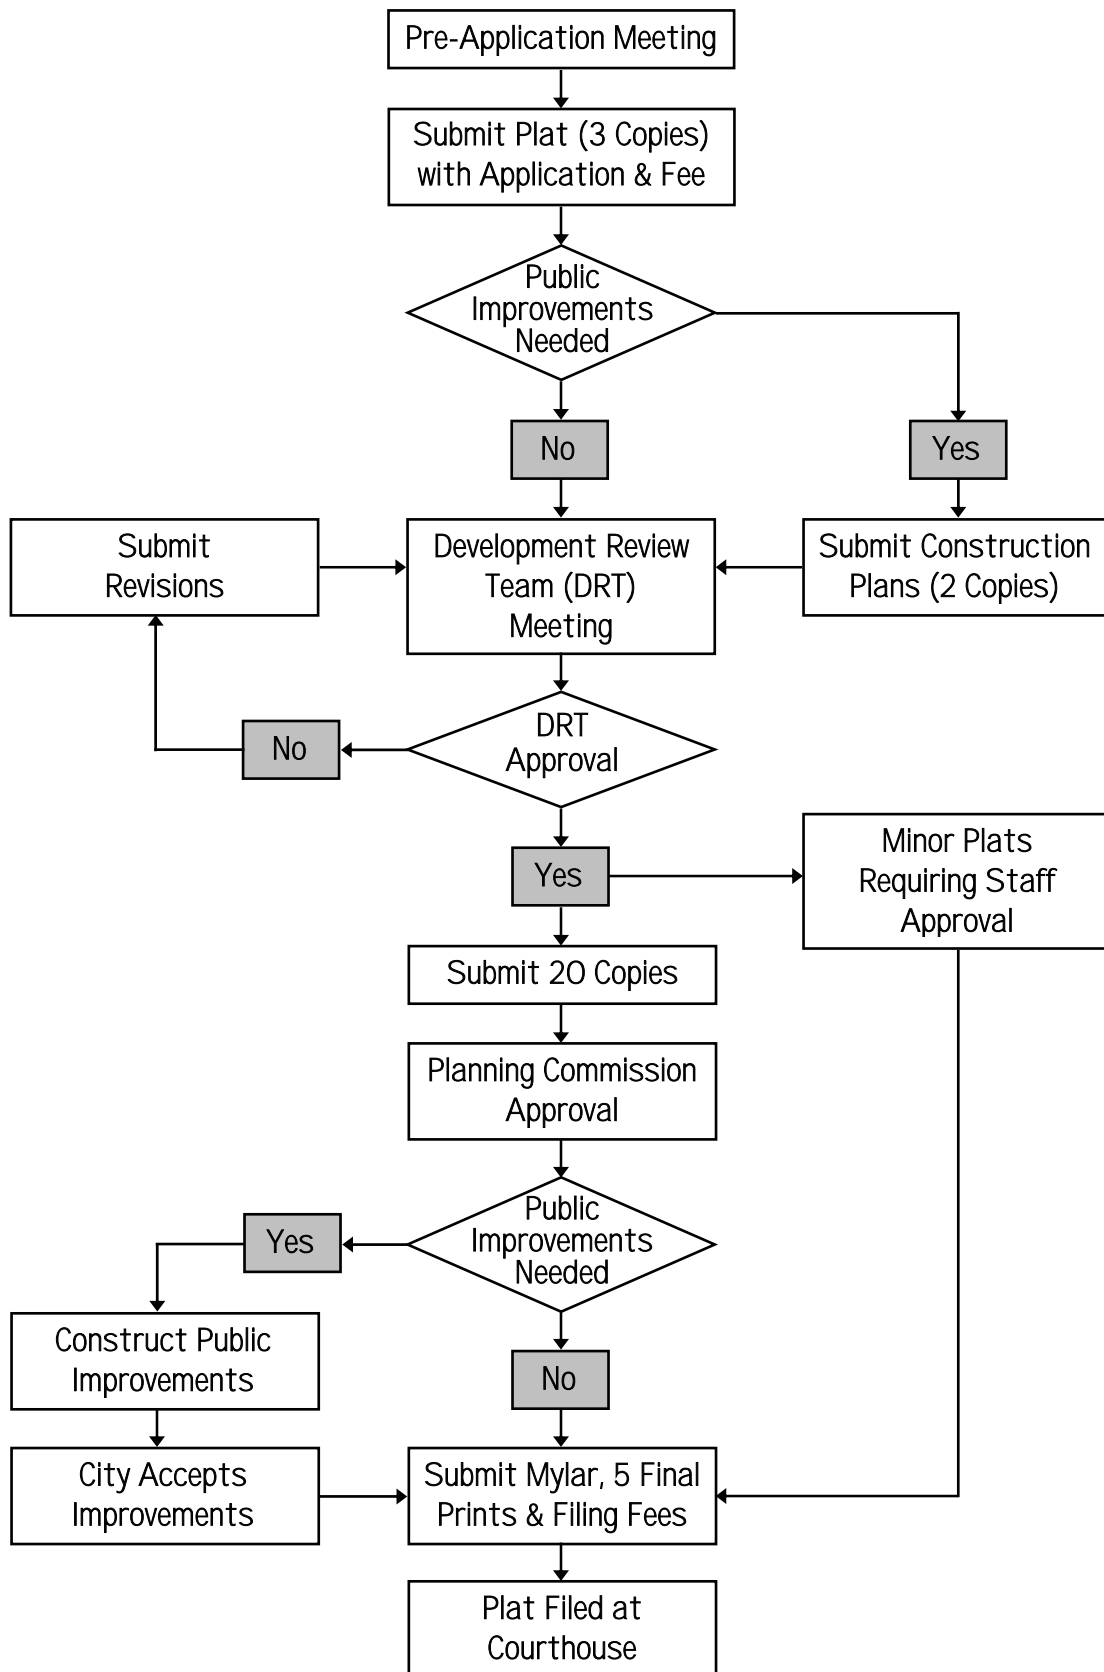 Pre-Application Meeting
Submit Plat (3 Copies)
with Application & Fee
Public
Improvements
Needed
No
Yes
Submit
Revisions
Development Review
Team (DRT)
Meeting
Submit Construction
Plans (2 Copies)
DRT
Approval
No
Yes
Minor Plats
Requiring Staff
Approval
Submit 20 Copies
Planning Commission
Approval
Public
Improvements
Needed
Yes
Construct Public
Improvements
No
City Accepts
Improvements
Submit Mylar, 5 Final
Prints & Filing Fees
Plat Filed at
Courthouse